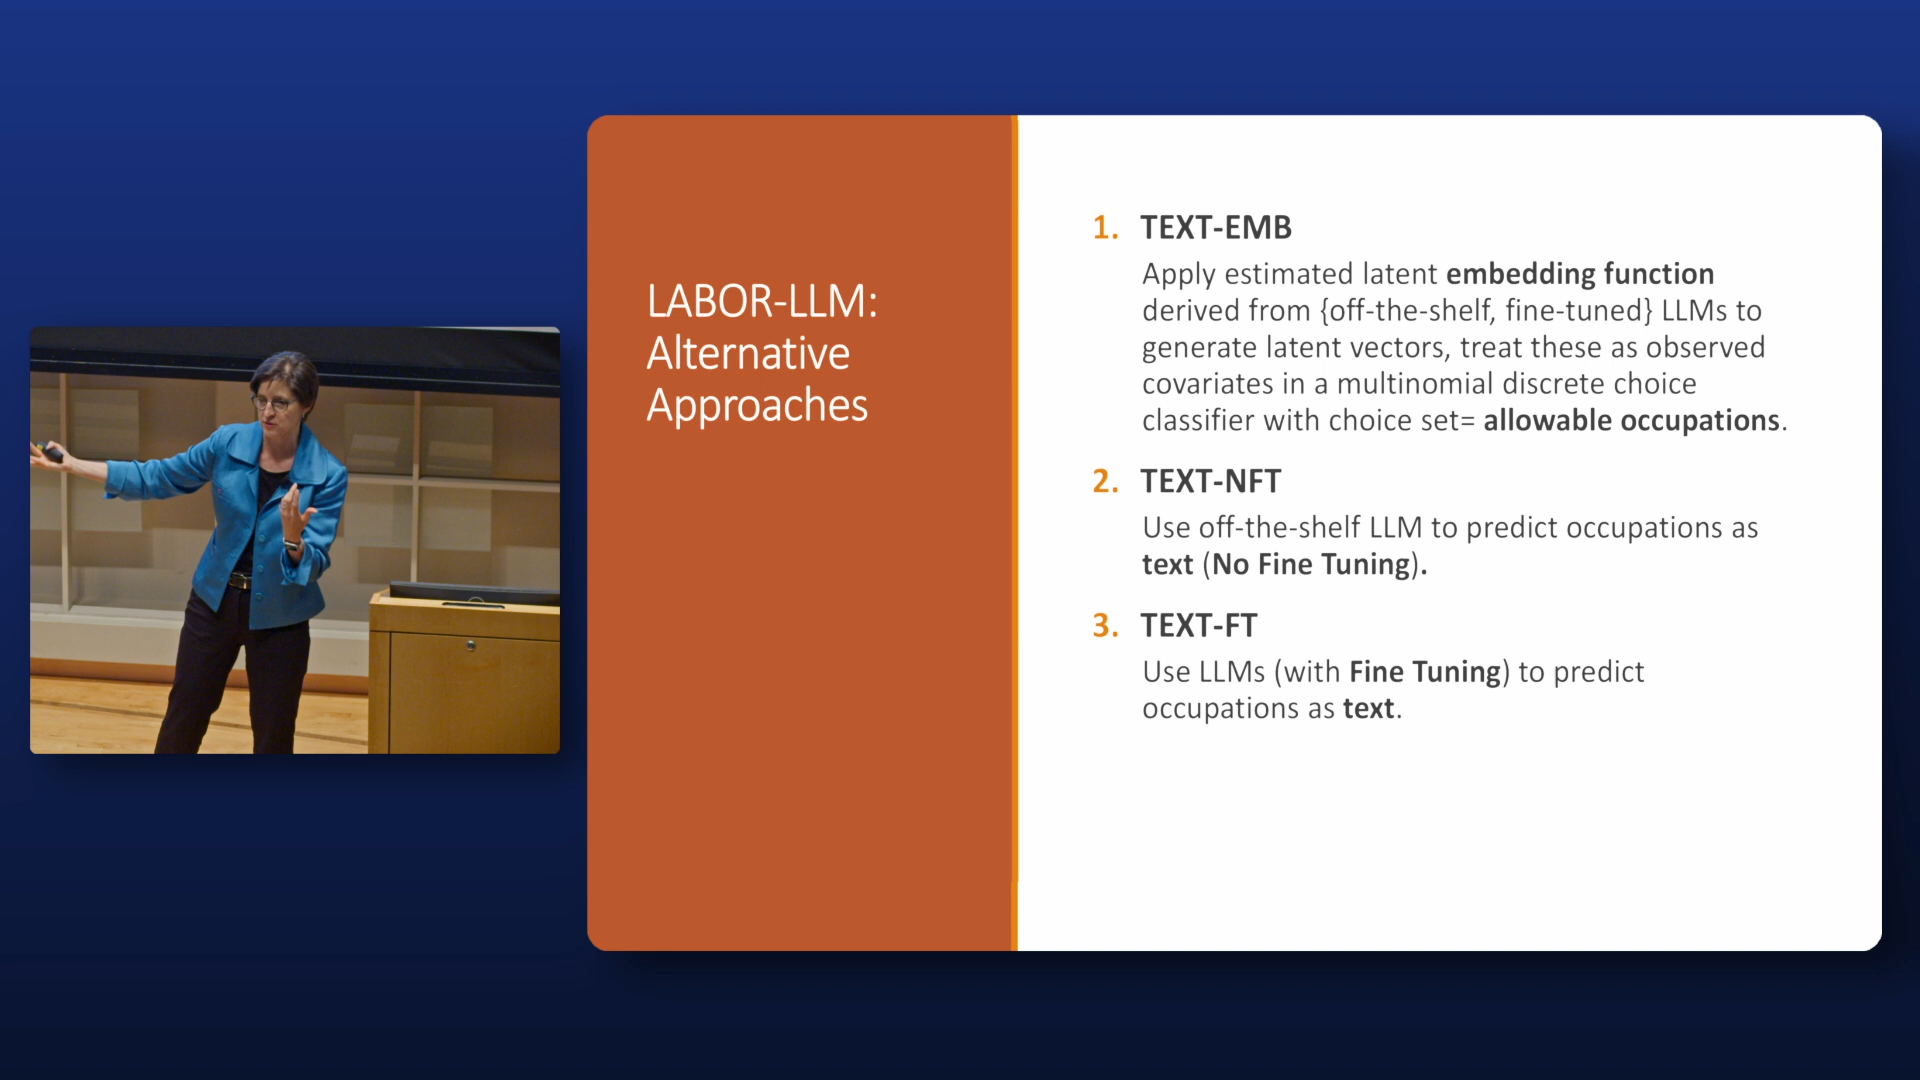 LABOR-LLM:
Alternative
Approaches
1. TEXT-EMB
Apply estimated latent embedding function
derived from {off-the-shelf, fine-tuned} LLMs to
generate latent vectors, treat these as observed
covariates in a multinomial discrete choice
classifier with choice set= allowable occupations.
2. TEXT-NFT
Use off-the-shelf LLM to predict occupations as
text (No Fine Tuning).
3. TEXT-FT
Use LLMs (with Fine Tuning) to predict
occupations as text.